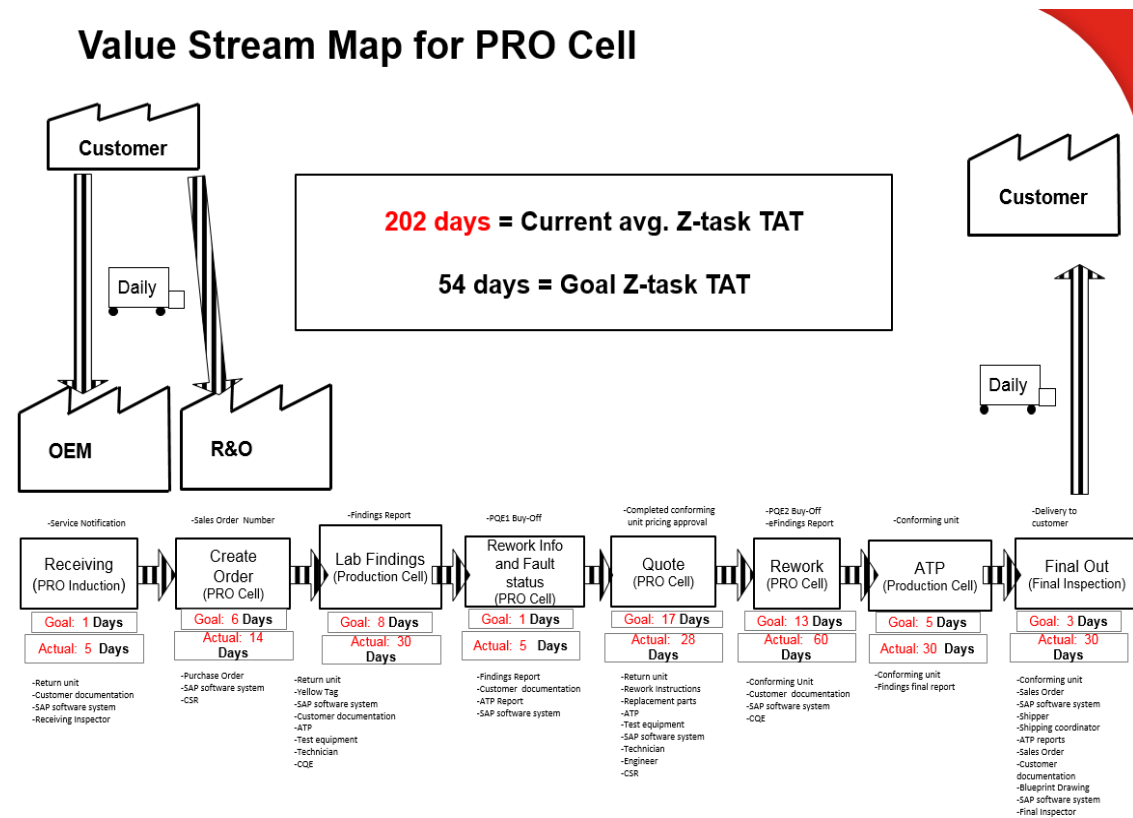 Value Stream Map for PRO Cell
Customer
202 days = Current avg. Z-task TAT
54 days = Goal Z-task TAT
Customer
Daily
Daily
OEM
R&O
-Service Notification
-Sales Order Number
-Findings Report
-PQE1 Buy-Off
-Completed conforming
unit pricing approval
-PQE2 Buy-Off
-eFindings Report
-Conforming unit
-Delivery to
customer
Receiving
(PRO Induction)
Create
Order
(PRO Cell)
Lab Findings
(Production Cell)
Rework Info
and Fault
status
(PRO Cell)
Quote
(PRO Cell)
Rework
(PRO Cell)
ATP
(Production Cell)
Final Out
(Final Inspection)
Goal: 1 Days
Actual: 5 Days
Goal: 6 Days
Actual: 14
Days
Goal: 8 Days
Actual: 30
Days
Goal: 1 Days
Actual: 5 Days
Goal: 17 Days
Actual: 28
Days
Goal: 13 Days
Actual: 60
Days
Goal: 5 Days
Actual: 30 Days
Goal: 3 Days
Actual: 30
Days
-Return unit
-Customer documentation
-SAP software system
-Receiving Inspector
-Purchase Order
-SAP software system
-CSR
-Return unit
-Yellow Tag
-SAP software system
-Customer documentation
-ATP
-Test equipment
-Technician
-CQE
-Findings Report
-Customer documentation
-ATP Report
-SAP software system
-Return unit
-Rework Instructions
-Replacement parts
-ATP
-Test equipment
-SAP software system
-Technician
-Engineer
-CSR
-Conforming Unit
-Customer documentation
-SAP software system
-CQE
-Conforming unit
-Findings final report
-Conforming unit
-Sales Order
-SAP software system
-Shipper
-Shipping coordinator
-ATP reports
-Sales Order
-Customer
documentation
-Blueprint Drawing
-SAP software system
-Final Inspector